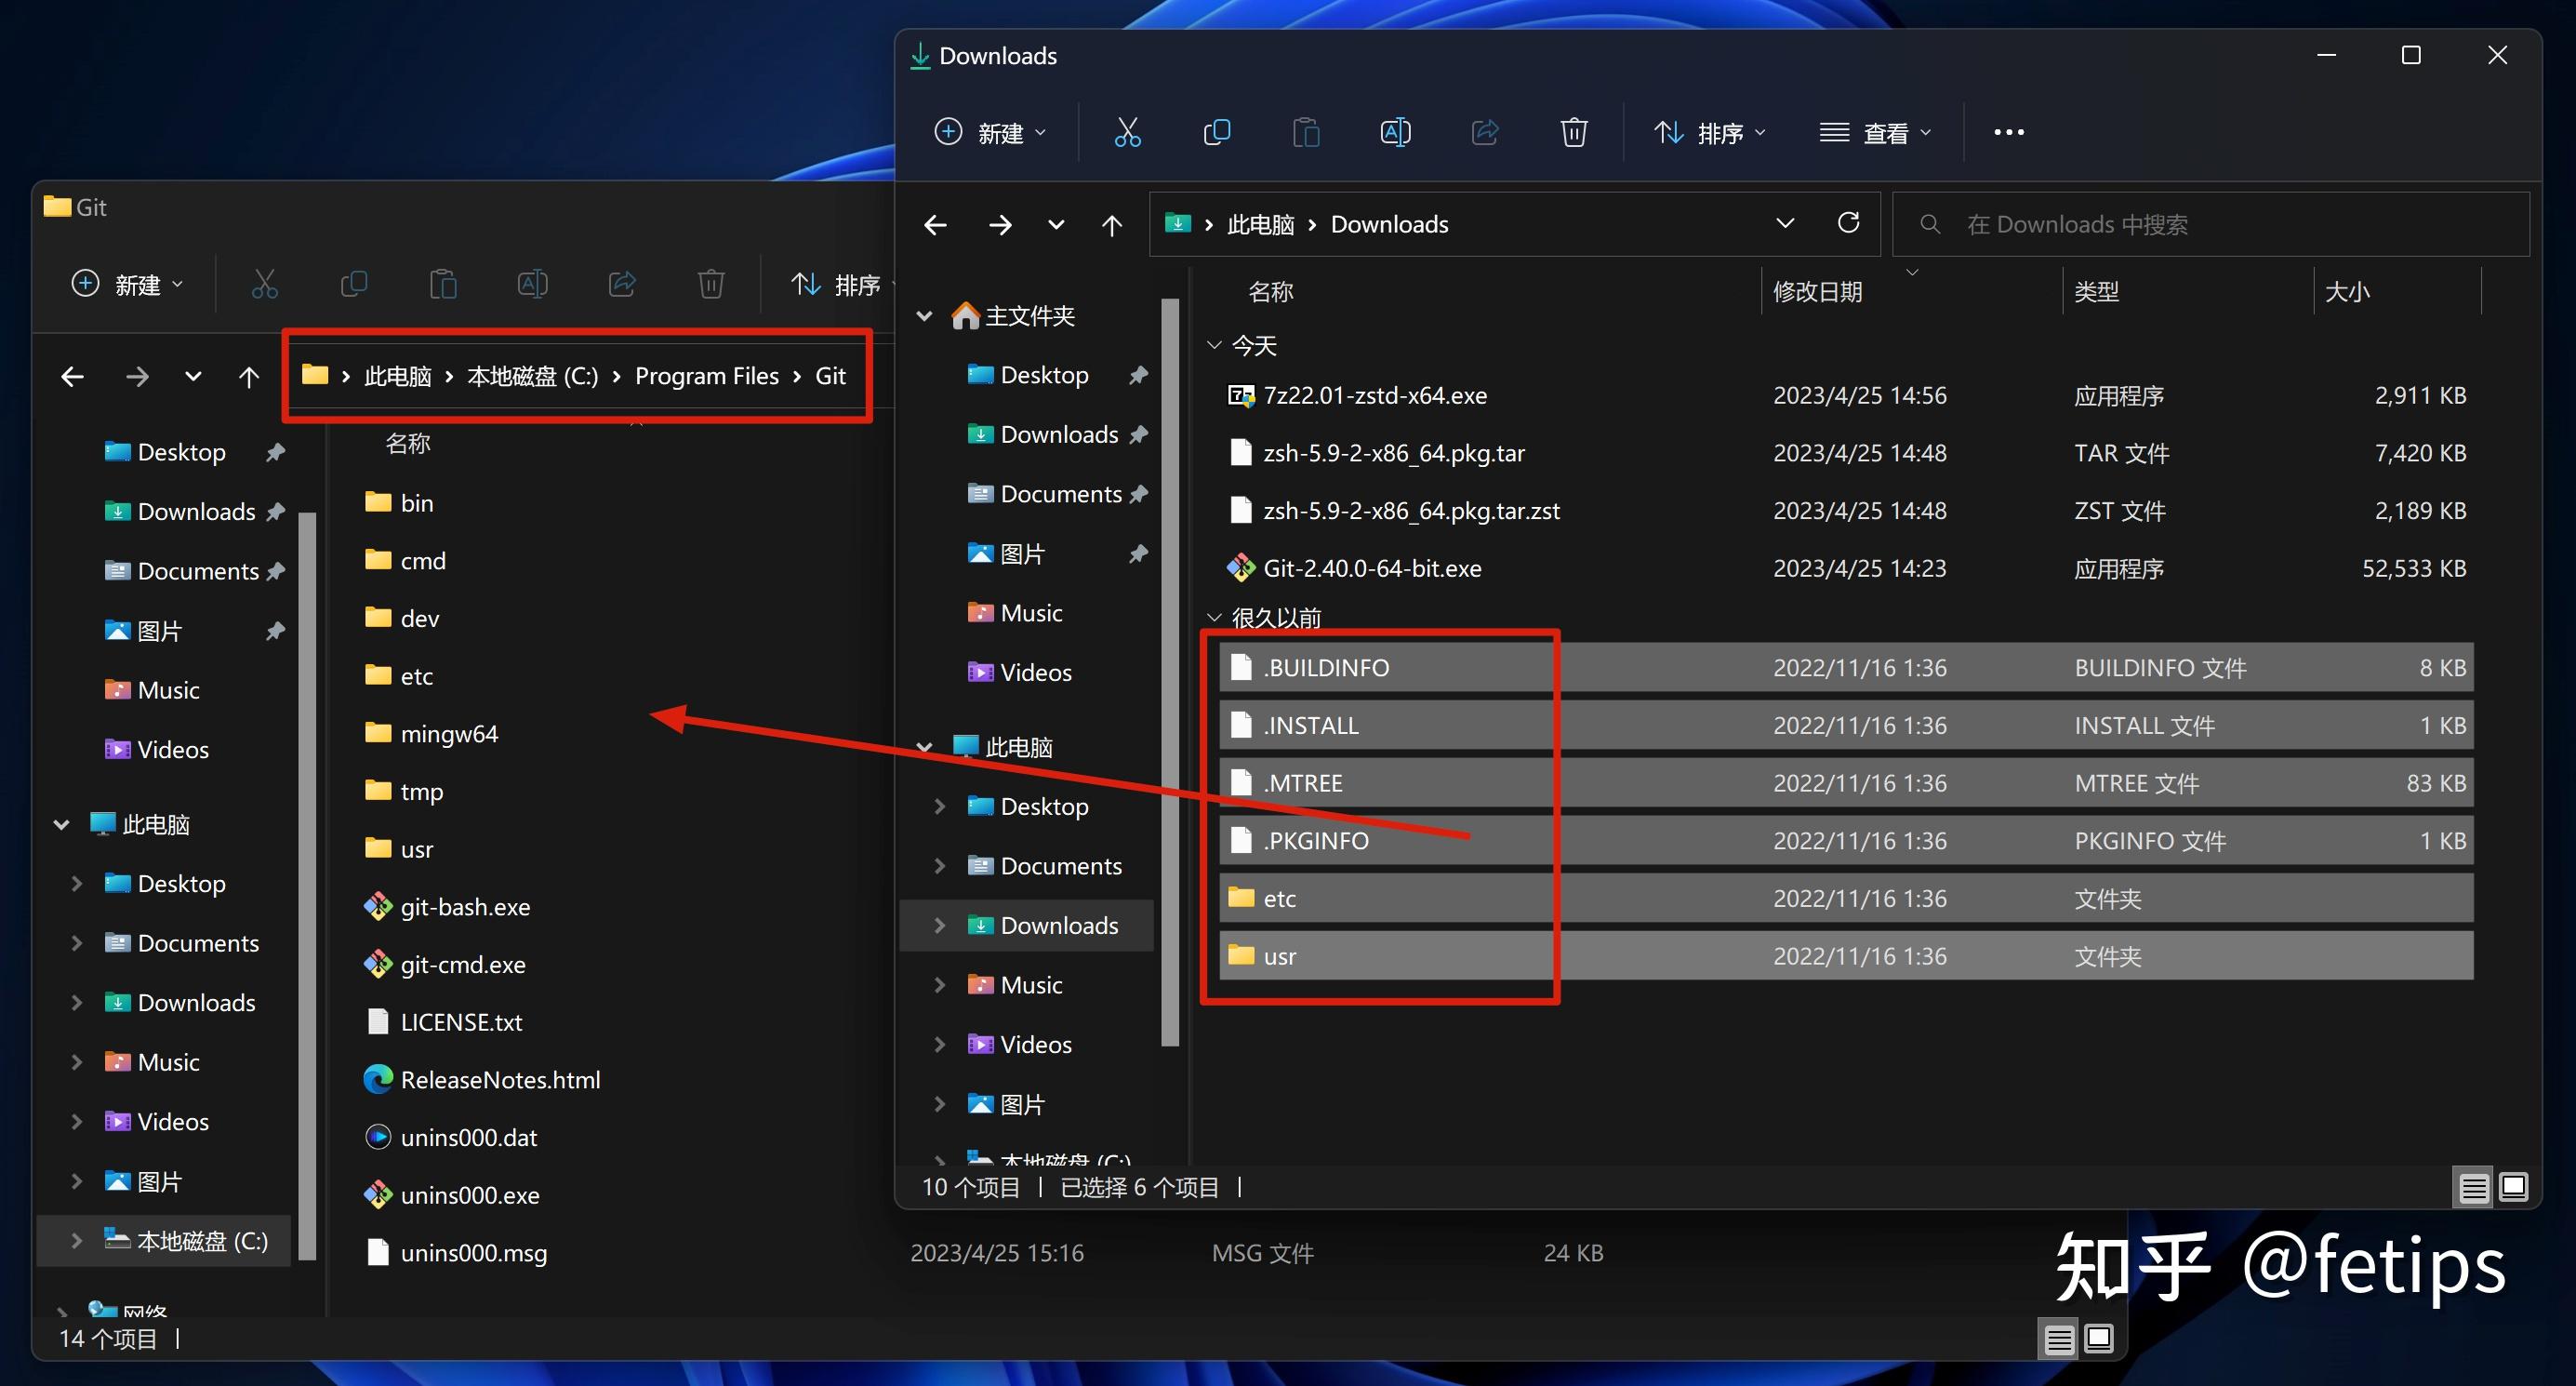 Downloads
新建
排序
查看
此电脑 › Downloads
在 Downloads 中搜索
主文件夹
Desktop
Downloads
Documents
图片
Music
Videos
此电脑
Desktop
Documents
Downloads
Music
Videos
图片
本地磁盘 (C:)
名称 修改日期 类型 大小
今天
7z22.01-zstd-x64.exe 2023/4/25 14:56 应用程序 2,911 KB
zsh-5.9-2-x86_64.pkg.tar 2023/4/25 14:48 TAR 文件 7,420 KB
zsh-5.9-2-x86_64.pkg.tar.zst 2023/4/25 14:48 ZST 文件 2,189 KB
Git-2.40.0-64-bit.exe 2023/4/25 14:23 应用程序 52,533 KB
很久以前
.BUILDINFO 2022/11/16 1:36 BUILDINFO 文件 8 KB
.INSTALL 2022/11/16 1:36 INSTALL 文件 1 KB
.MTREE 2022/11/16 1:36 MTREE 文件 83 KB
.PKGINFO 2022/11/16 1:36 PKGINFO 文件 1 KB
etc 2022/11/16 1:36 文件夹
usr 2022/11/16 1:36 文件夹
10 个项目 | 已选择 6 个项目 |
Git
新建
排序
此电脑 › 本地磁盘 (C:) › Program Files › Git
Desktop
Downloads
Documents
图片
Music
Videos
此电脑
Desktop
Documents
Downloads
Music
Videos
图片
本地磁盘 (C:)
网络
名称
bin
cmd
dev
etc
mingw64
tmp
usr
git-bash.exe
git-cmd.exe
LICENSE.txt
ReleaseNotes.html
unins000.dat
unins000.exe
unins000.msg 2023/4/25 15:16 MSG 文件 24 KB
14 个项目 |
知乎 @fetips